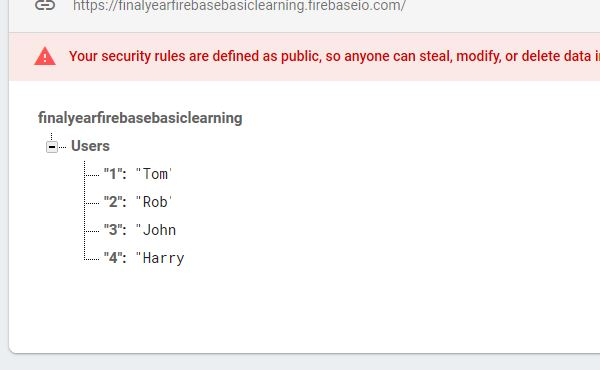 https://finalyearfirebasebasiclearning.firebaseio.com/
Your security rules are defined as public, so anyone can steal, modify, or delete data i
finalyearfirebasebasiclearning
Users
"1": "Tom'
"2": "Rob'
"3": "John
"4": "Harry